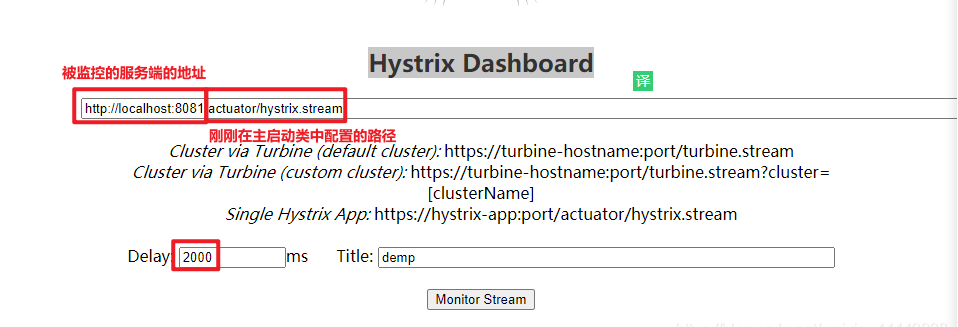 Hystrix Dashboard
译
被监控的服务端的地址
http://localhost:8081/actuator/hystrix.stream
刚刚在主启动类中配置的路径
Cluster via Turbine (default cluster): https://turbine-hostname:port/turbine.stream
Cluster via Turbine (custom cluster): https://turbine-hostname:port/turbine.stream?cluster=
[clusterName]
Single Hystrix App: https://hystrix-app:port/actuator/hystrix.stream
Delay: 2000 ms Title: demp
Monitor Stream